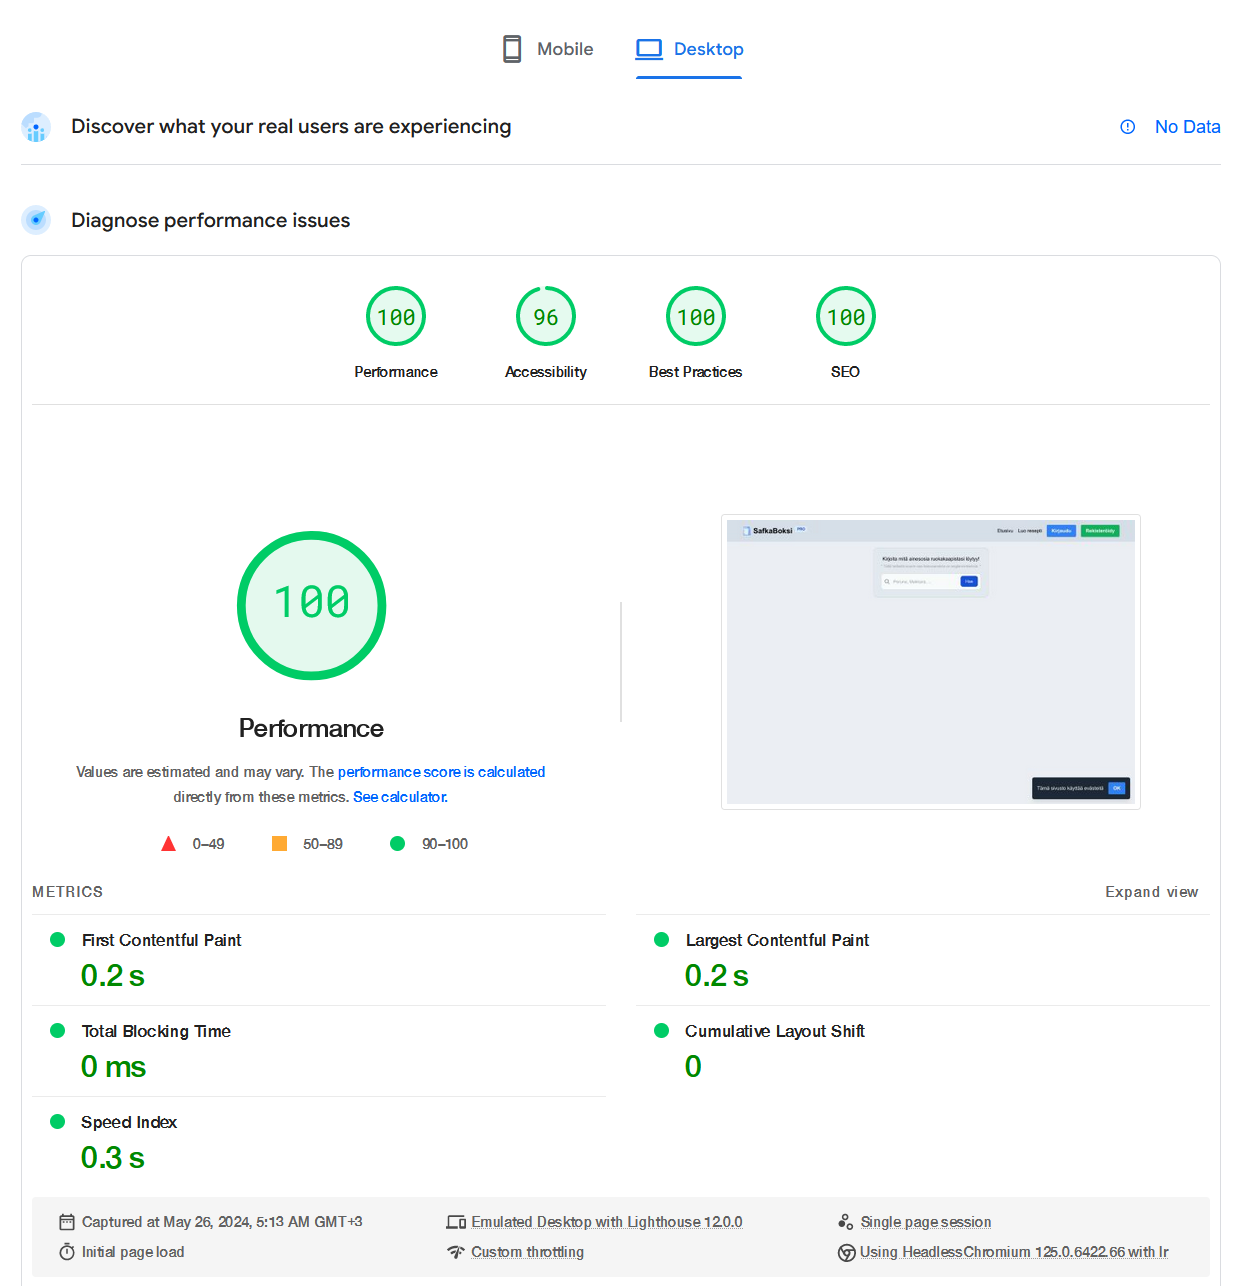 Mobile Desktop
Discover what your real users are experiencing No Data
Diagnose performance issues
100 96 100 100
Performance Accessibility Best Practices SEO
SafkaBoksi PRO Etusivu Luo resepti Kirjaudu Rekisteröidy
Kirjoita mitä ainesosia ruokakaapistasi löytyy!
Peruna, Maksara, ...
100
Performance
Values are estimated and may vary. The performance score is calculated
directly from these metrics. See calculator.
Tämä sivusto käyttää evästeitä OK
0–49 50–89 90–100
METRICS Expand view
First Contentful Paint Largest Contentful Paint
0.2 s 0.2 s
Total Blocking Time Cumulative Layout Shift
0 ms 0
Speed Index
0.3 s
Captured at May 26, 2024, 5:13 AM GMT+3 Emulated Desktop with Lighthouse 12.0.0 Single page session
Initial page load Custom throttling Using HeadlessChromium 125.0.6422.66 with lr